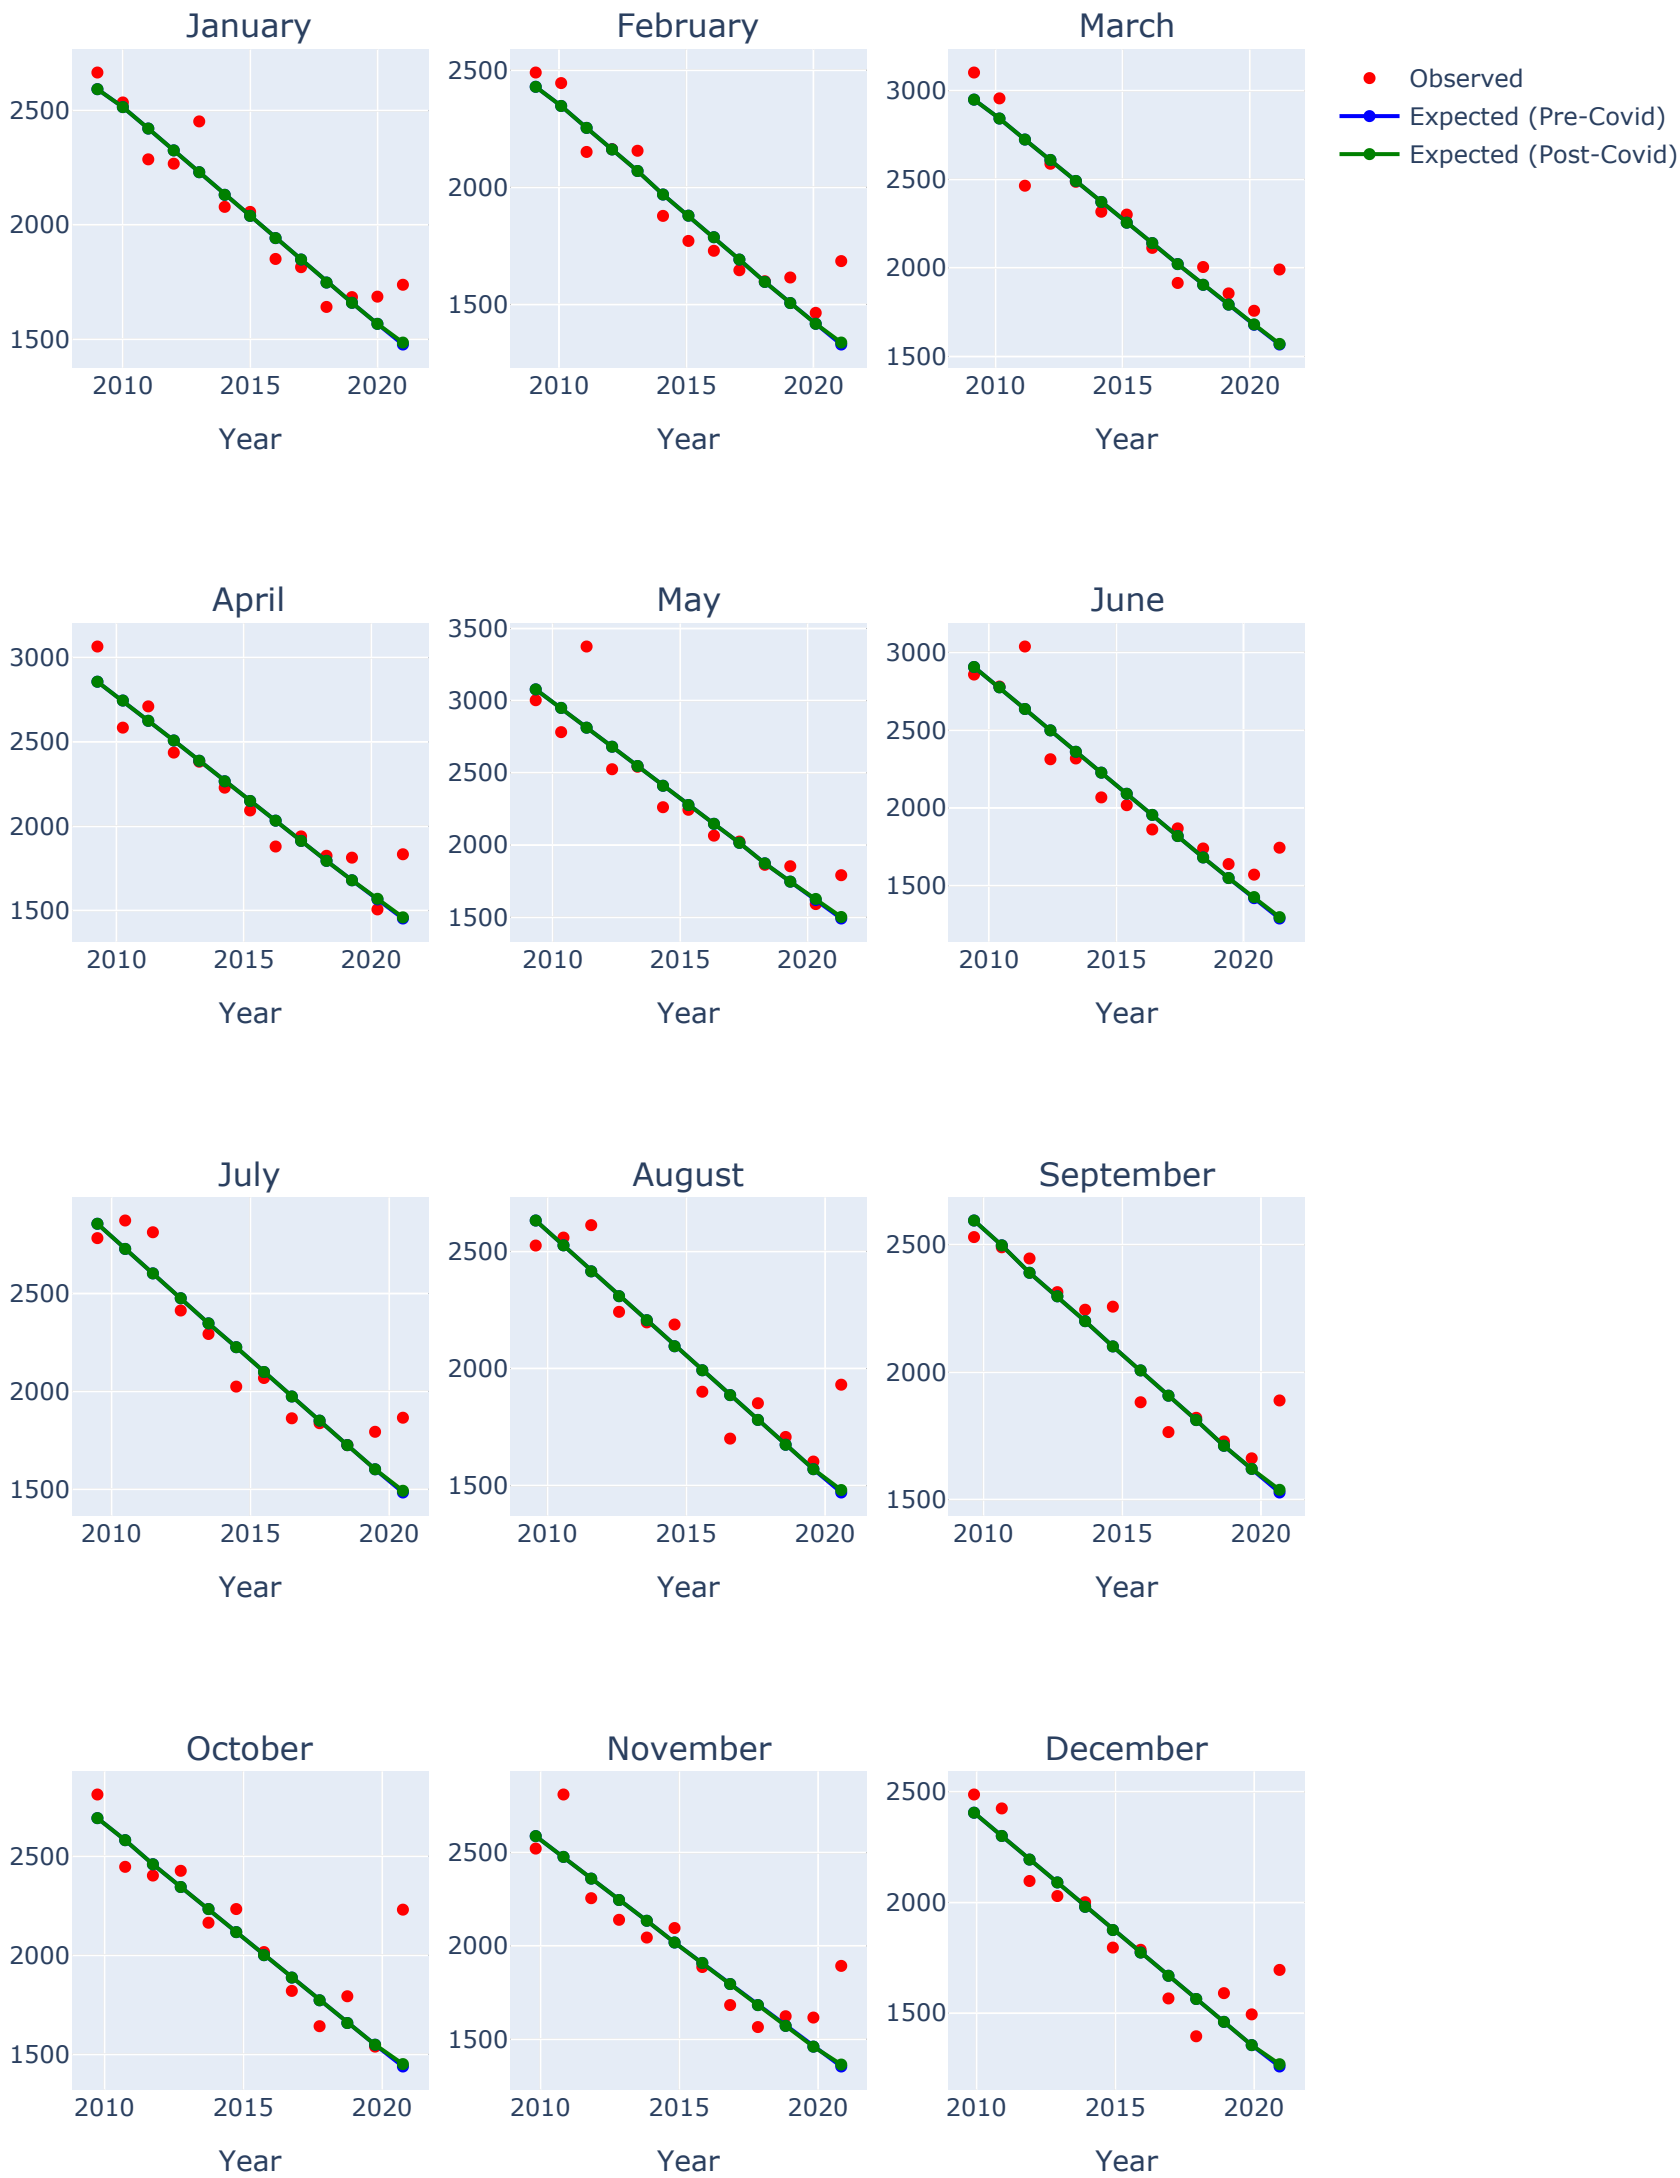 January
February
March
2500
2000
1500
2010
2015
2020
Year
2500
2000
1500
2010
2015
2020
Year
3000
2500
2000
1500
2010
2015
2020
Year
Observed
Expected (Pre-Covid)
Expected (Post-Covid)
April
May
June
3000
2500
2000
1500
2010
2015
2020
Year
3500
3000
2500
2000
1500
2010
2015
2020
Year
3000
2500
2000
1500
2010
2015
2020
Year
July
August
September
2500
2000
1500
2010
2015
2020
Year
2500
2000
1500
2010
2015
2020
Year
2500
2000
1500
2010
2015
2020
Year
October
November
December
2500
2000
1500
2010
2015
2020
Year
2500
2000
1500
2010
2015
2020
Year
2500
2000
1500
2010
2015
2020
Year